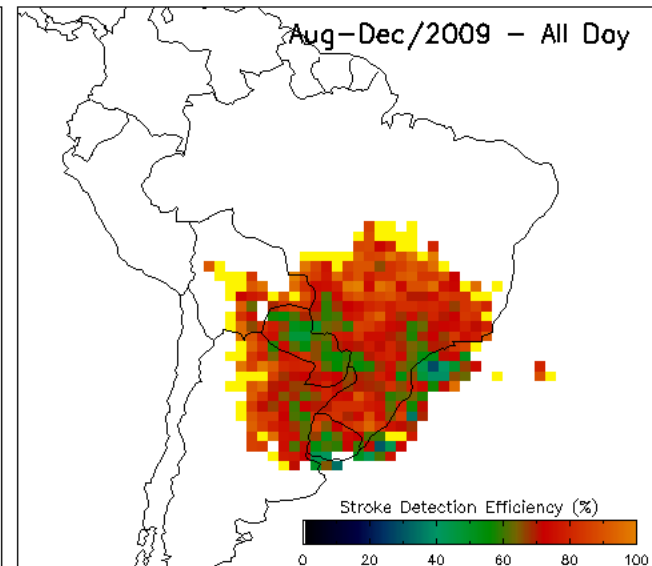 Aug-Dec/2009 - All Day
Stroke Detection Efficiency (%)
0 20 40 60 80 100